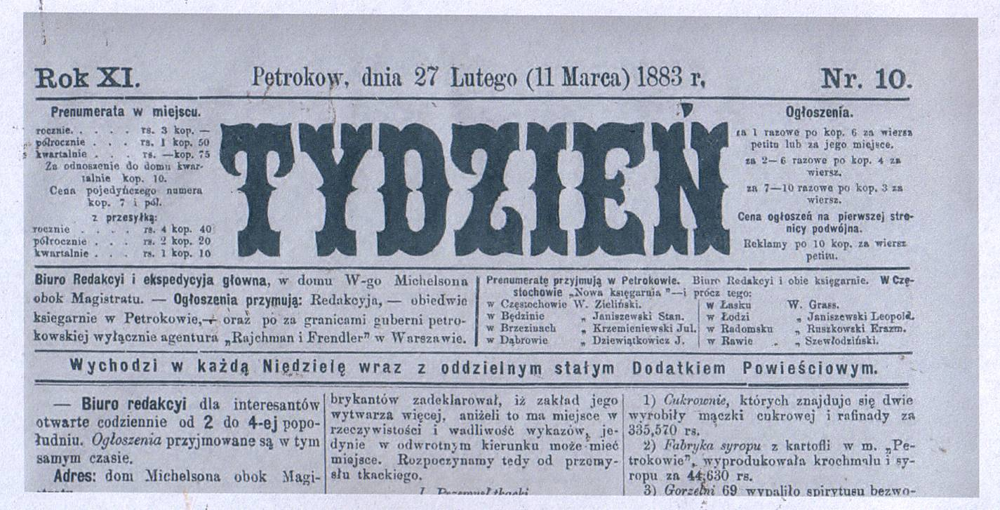 Rok XI.
Petrokow, dnia 27 Lutego (11 Marca) 1883 r,
Nr. 10.
Prenumerata w miejscu.
rocznie. . . . . rs. 3 kop. —
półrocznie . . . rs. 1 kop. 50
kwartalnie . . . rs. —kop. 75
Za odnoszenie do domu kwar-
talnie kop. 10.
Cena pojedyńczego numera
kop. 7 i pół.
z przesyłką:
rocznie . . . . rs. 4 kop. 40
półrocznie . . . rs. 2 kop. 20
kwartalnie . . . rs. 1 kop. 10
TYDZIEŃ
Ogłoszenia.
za 1 razowe po kop. 6 za wiersz
petitu lub za jego miejsce.
za 2—6 razowe po kop. 4 za
wiersz.
za 7—10 razowe po kop. 3 za
wiersz.
Cena ogłoszeń na pierwszej stro-
nicy podwójna.
Reklamy po 10 kop. za wiersz
petitu.
Biuro Redakcyi i ekspedycyja głowna, w domu W-go Michelsona
obok Magistratu. — Ogłoszenia przymują: Redakcyja, — obiedwie
księgarnie w Petrokowie,— oraz po za granicami guberni petro-
kowskiej wyłącznie agentura „Rajchman i Frendler” w Warszawie.
Prenumeratę przyjmują w Petrokowie. Biuro Redakcyi i obie księgarnie. W Czę-
stochowie „Nowa księgarnia ”—i prócz tego:
w Częstochowie W. Zieliński.
w Będzinie „ Janiszewski Stan.
w Brzezinach „ Krzemieniewski Jul.
w Dąbrowie „ Dziewiątkowicz J.
w Łasku W. Grass.
w Łodzi „ Janiszewski Leopold.
w Radomsku „ Ruszkowski Erazm.
w Rawie . „ Szewłodziński.
Wychodzi w każdą Niędzielę wraz z oddzielnym stałym Dodatkiem Powieściowym.
— Biuro redakcyi dla interesantów
otwarte codziennie od 2 do 4-ej popo-
łudniu. Ogłoszenia przyjmowane są w tym
samym czasie.
Adres: dom Michelsona obok Magi-
brykantów zadeklarował, iż zakład jego
wytwarza więcej, aniżeli to ma miejsce w
rzeczywistości i wadliwość wykazów, je-
dynie w odwrotnym kierunku może mieć
miejsce. Rozpoczynamy tedy od przemy-
słu tkackiego.
1) Cukrownie, których znajduje się dwie
wyrobiły mączki cukrowej i rafinady za
335,570 rs.
2) Fabryka syropu z kartofli w m. „Pe-
trokowie”, wyprodukowała krochmalu i sy-
ropu za 44,630 rs.
3) Gorzelni 69 wypaliło spirytusu bezwo-